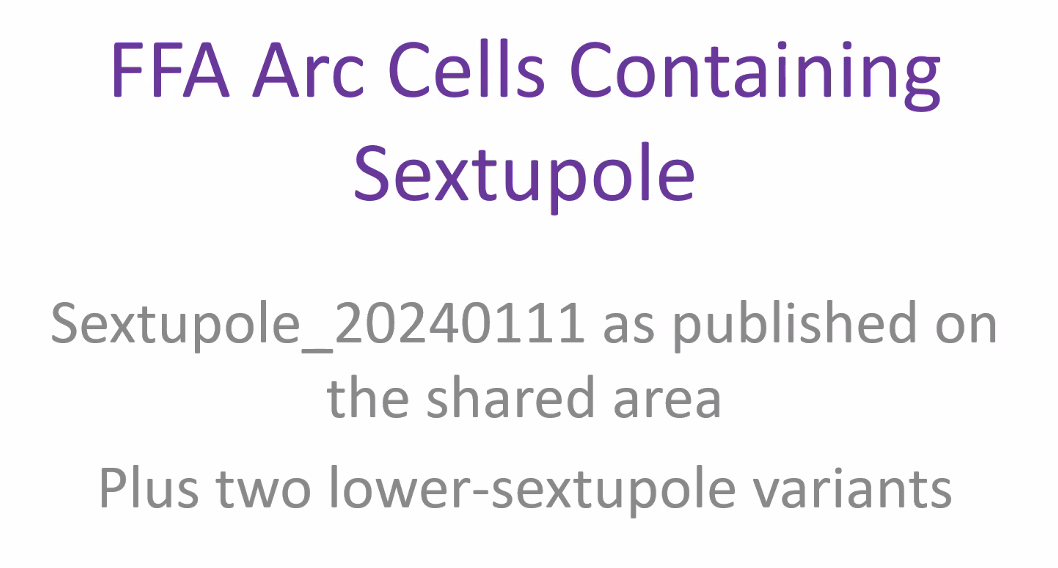 FFA Arc Cells Containing
Sextupole
Sextupole_20240111 as published on
the shared area
Plus two lower-sextupole variants